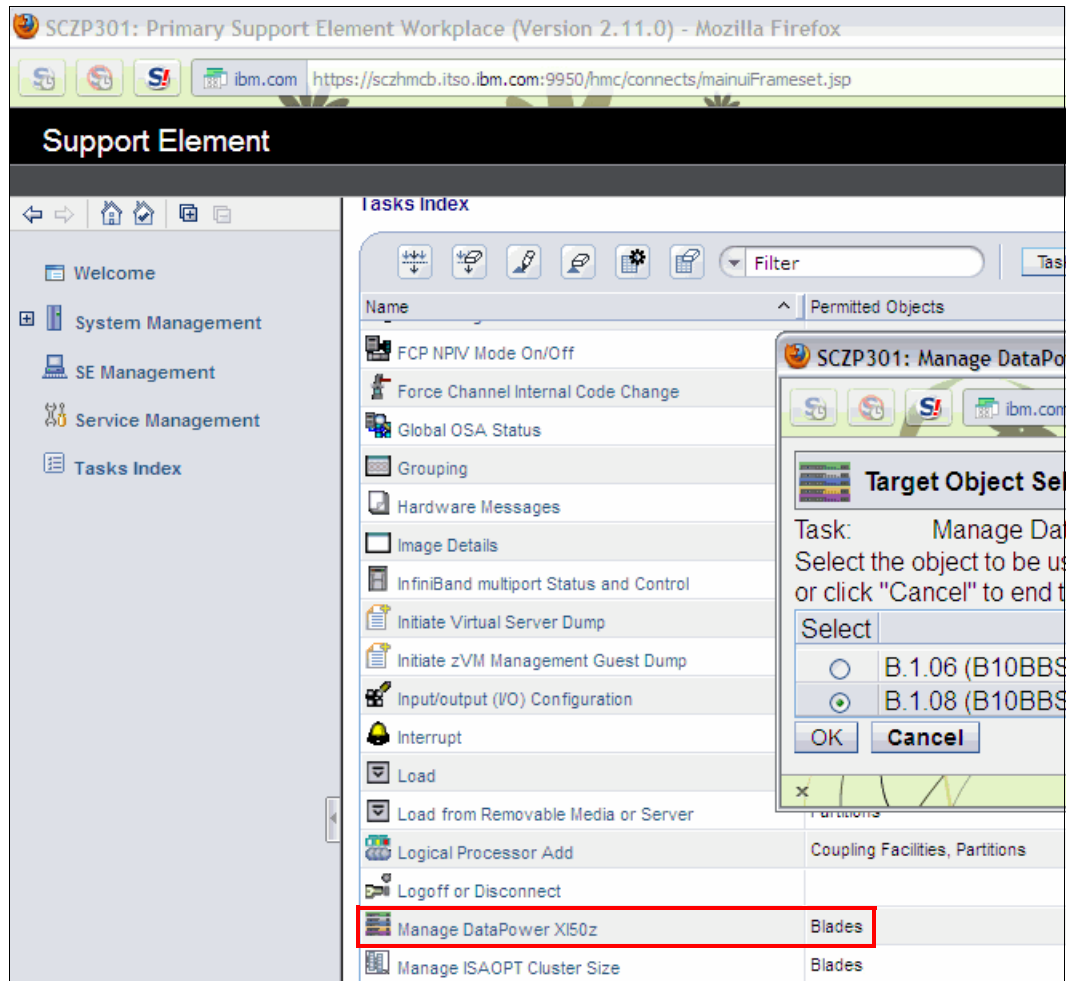 SCZP301: Primary Support Element Workplace (Version 2.11.0) - Mozilla Firefox
ibm.com https://sczhmcb.itso.ibm.com:9950/hmc/connects/mainuiFrameset.jsp
Support Element
Welcome
System Management
SE Management
Service Management
Tasks Index
Tasks Index
Filter
Name
Permitted Objects
FCP NPIV Mode On/Off
Force Channel Internal Code Change
Global OSA Status
Grouping
Hardware Messages
Image Details
InfiniBand multiport Status and Control
Initiate Virtual Server Dump
Initiate zVM Management Guest Dump
Input/output (I/O) Configuration
Interrupt
Load
Load from Removable Media or Server
Partitions
Logical Processor Add
Coupling Facilities, Partitions
Logoff or Disconnect
Manage DataPower XI50z
Blades
Manage ISAOPT Cluster Size
Blades
SCZP301: Manage DataPo
ibm.con
Target Object Sel
Task: Manage Dat
Select the object to be us
or click "Cancel" to end t
Select
B.1.06 (B10BBS
B.1.08 (B10BBS
OK Cancel